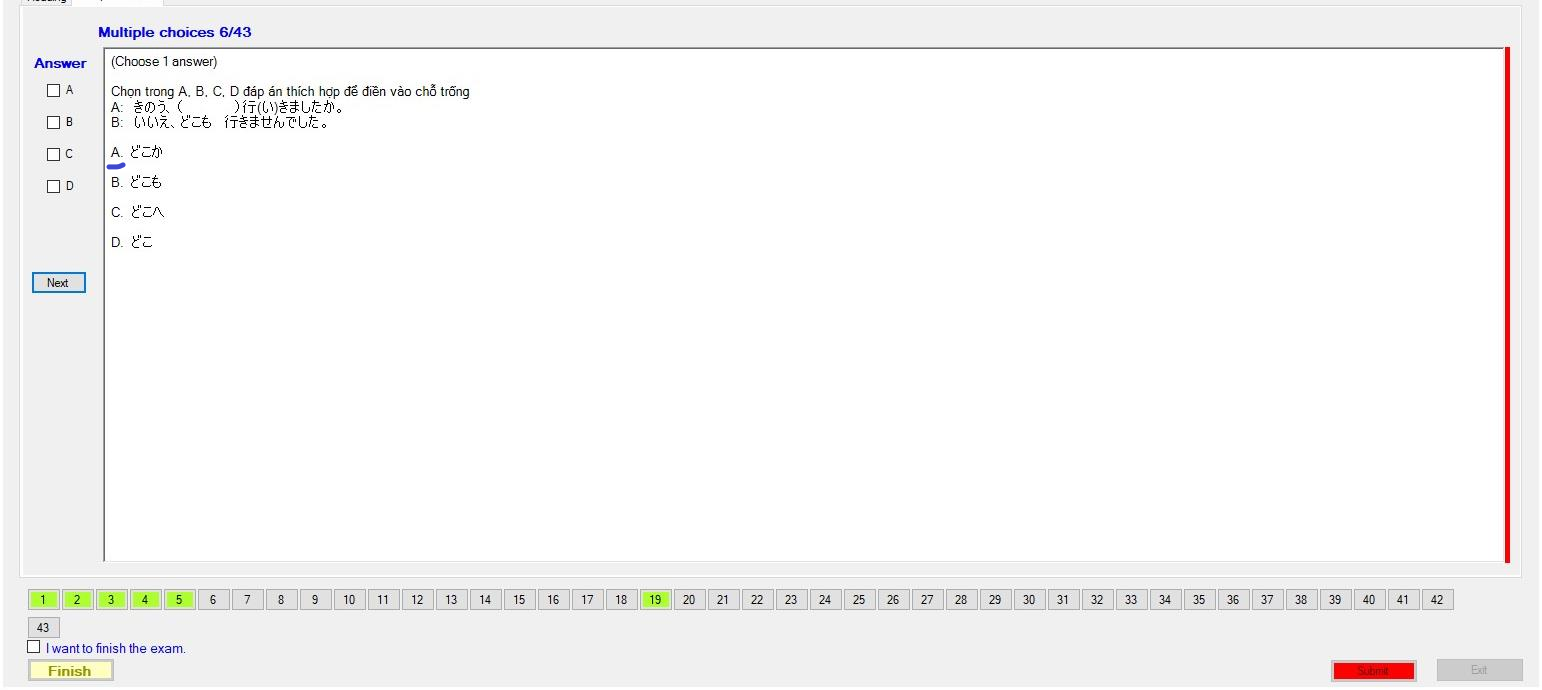 Multiple choices 6/43
Answer
(Choose 1 answer)
A
Chọn trong A, B, C, D đáp án thích hợp để điền vào chỗ trống
A: きのう、（　　　）行(い)きましたか。
B
B: いいえ、どこも　行きませんでした。
C
A. どこか
D
B. どこも
C. どこへ
D. どこ
Next
1 2 3 4 5 6 7 8 9 10 11 12 13 14 15 16 17 18 19 20 21 22 23 24 25 26 27 28 29 30 31 32 33 34 35 36 37 38 39 40 41 42
43
I want to finish the exam.
Finish Submit Exit